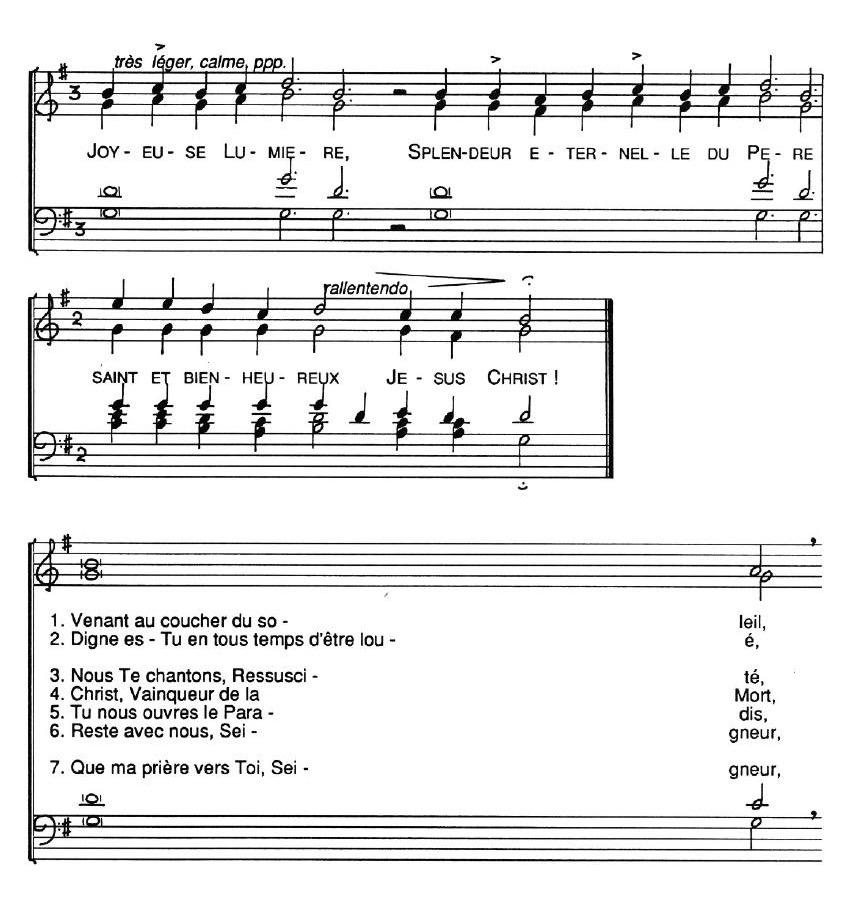 très léger, calme, ppp.
3
JOY - EU - SE LU - MIE - RE, SPLEN-DEUR E - TER - NEL - LE DU PE - RE
3
rallentendo
2
SAINT ET BIEN - HEU - REUX JE - SUS CHRIST !
2
1. Venant au coucher du so - leil,
2. Digne es - Tu en tous temps d'être lou - é,
3. Nous Te chantons, Ressusci - té,
4. Christ, Vainqueur de la Mort,
5. Tu nous ouvres le Para - dis,
6. Reste avec nous, Sei - gneur,
7. Que ma prière vers Toi, Sei - gneur,